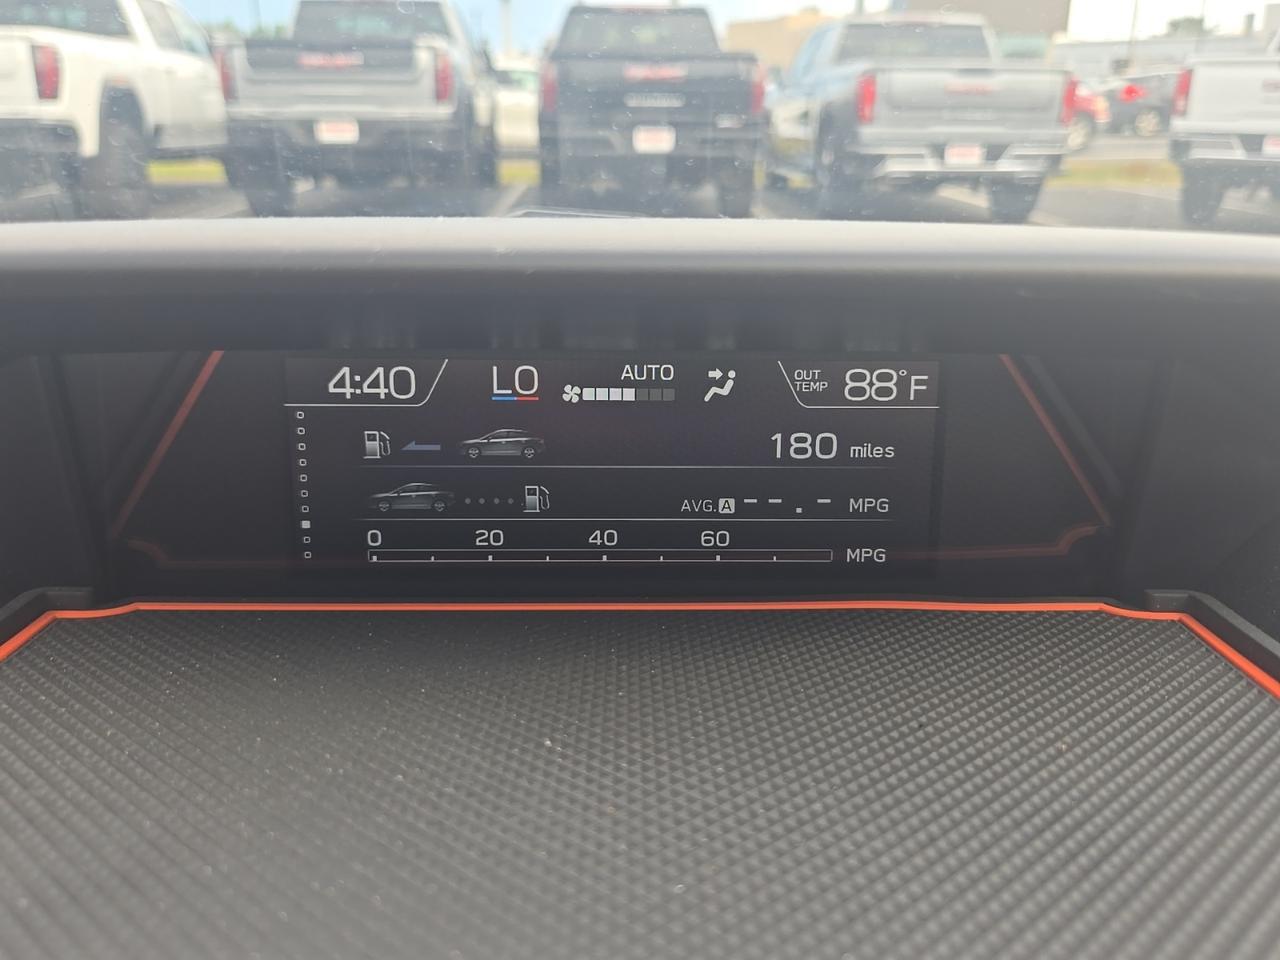 4:40
LO
AUTO
OUT
TEMP
88°F
180 miles
AVG. A --.- MPG
0 20 40 60
MPG